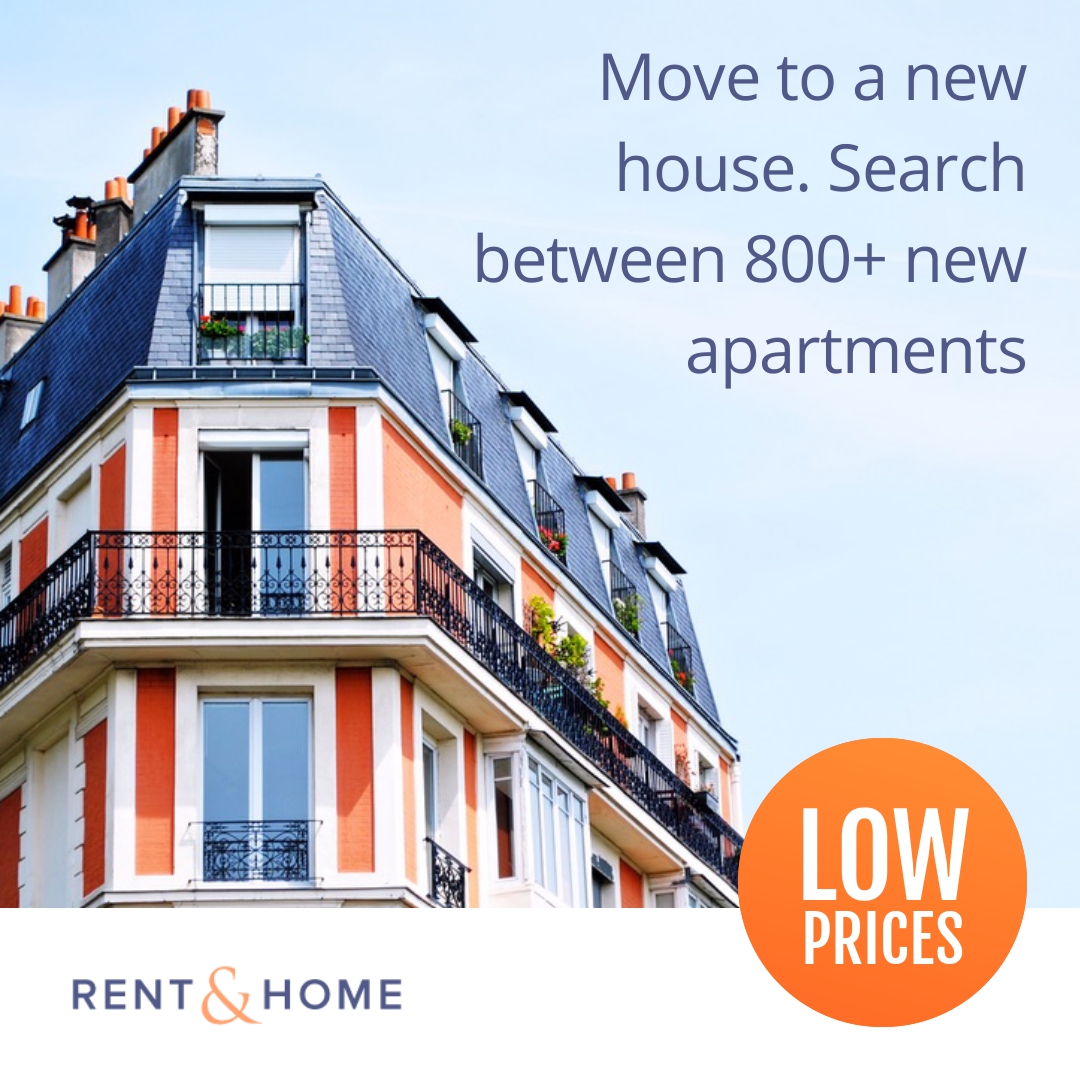 Move to a new
house. Search
between 800+ new
apartments
LOW
PRICES
RENT & HOME